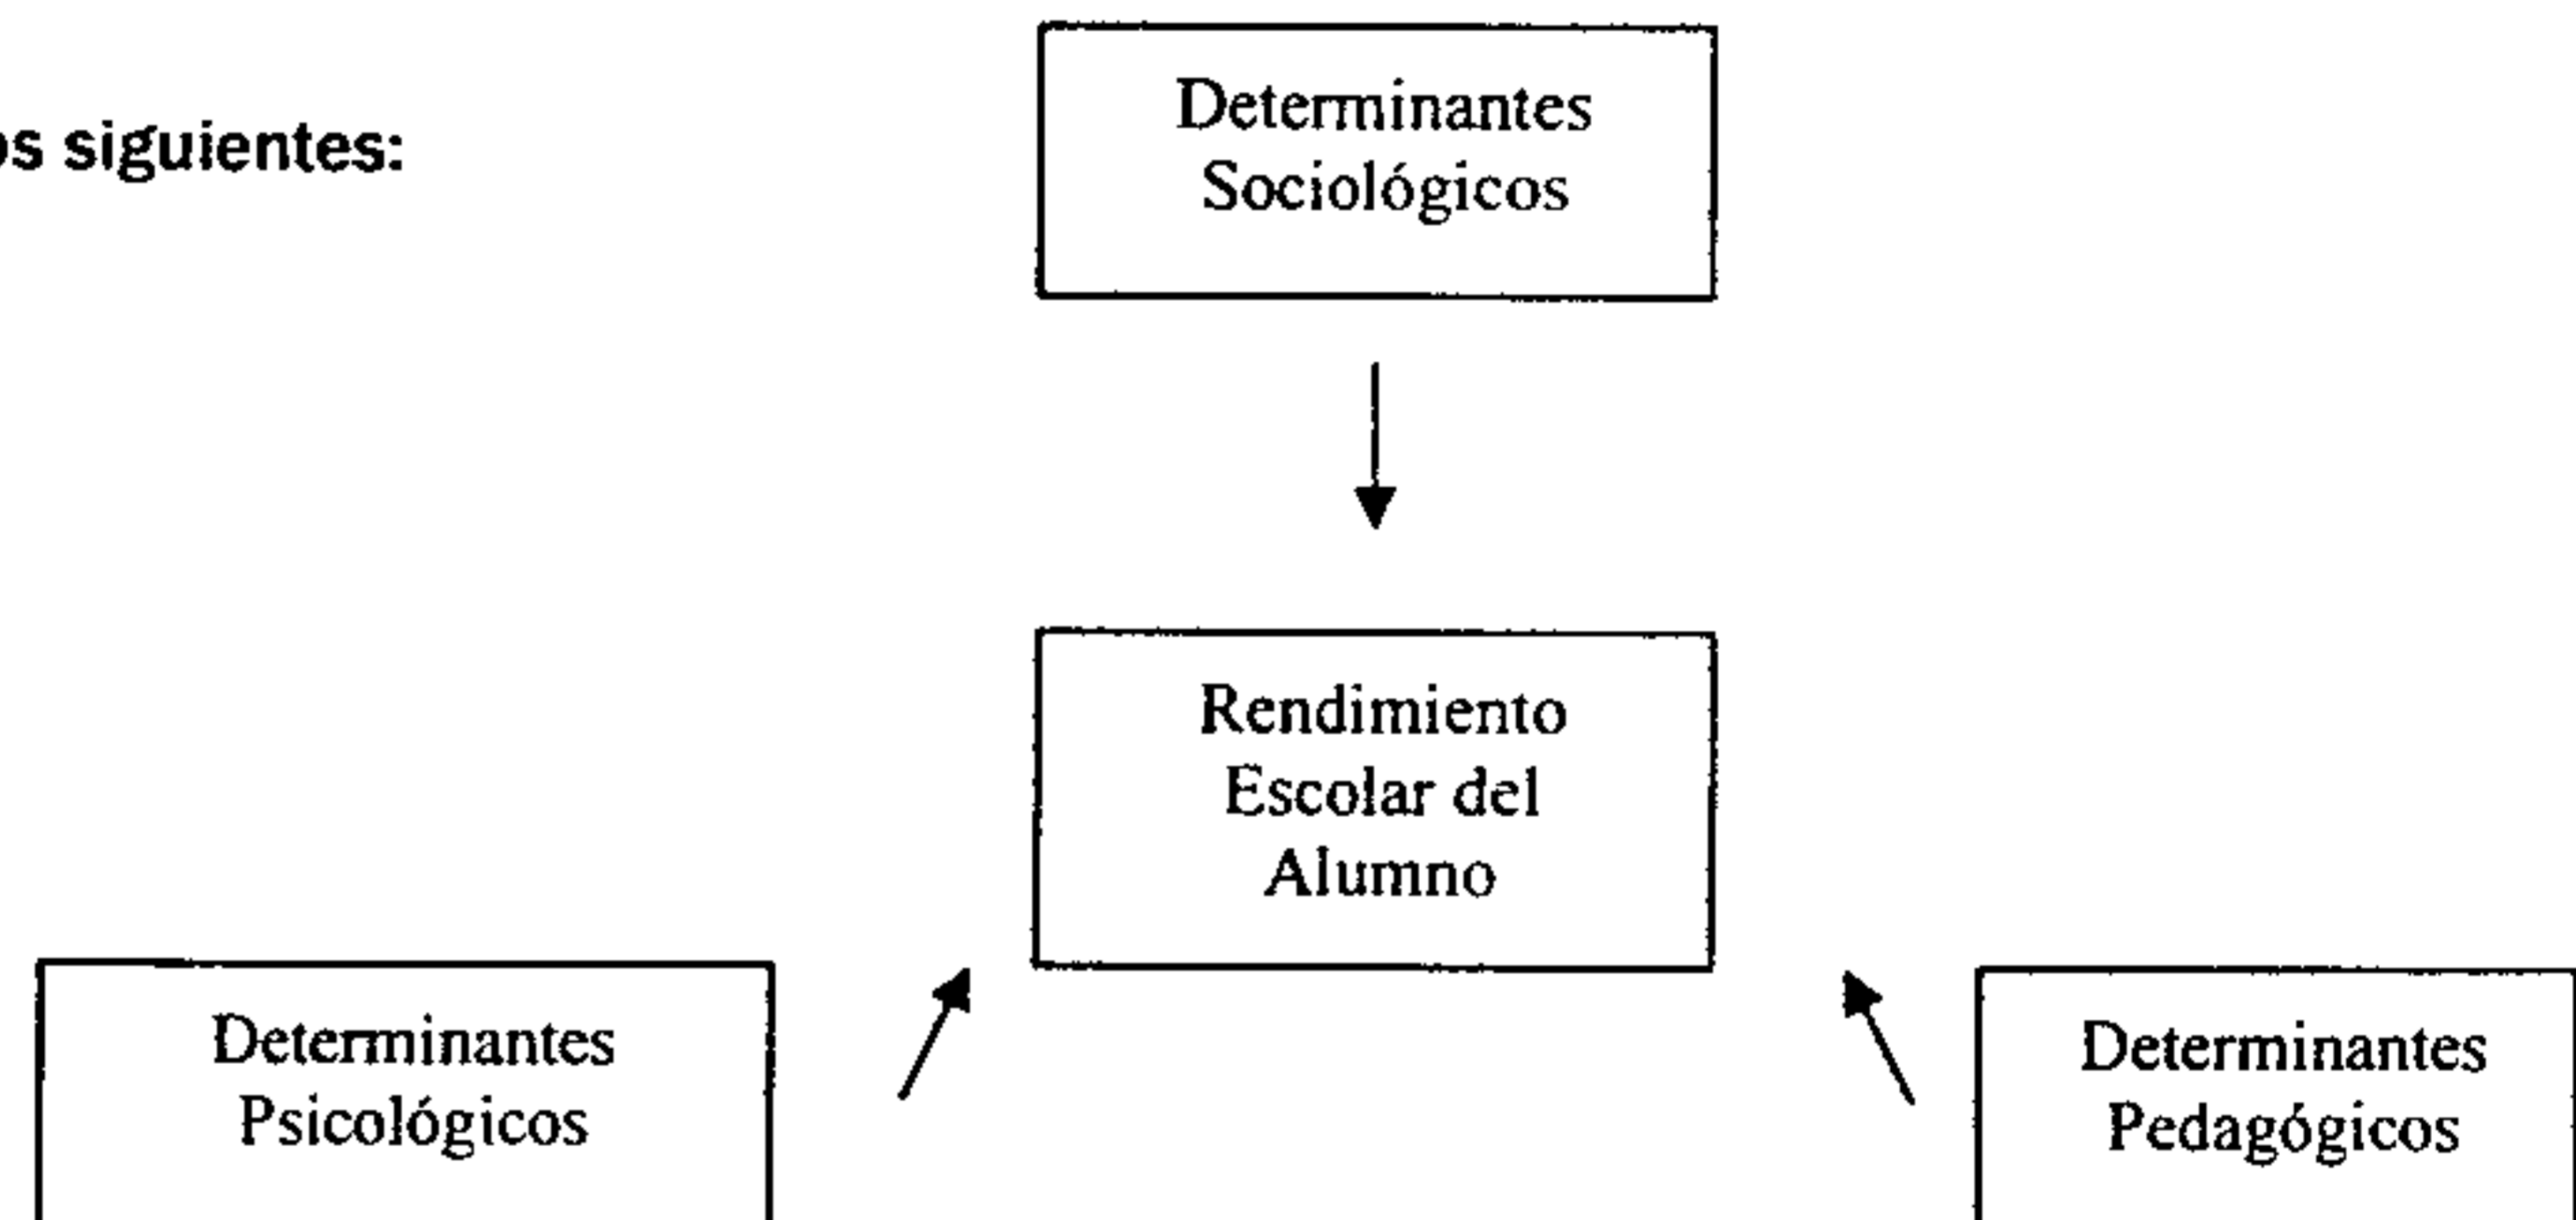 os siguientes:
Determinantes
Sociológicos
Rendimiento
Escolar del
Alumno
Determinantes
Psicológicos
Determinantes
Pedagógicos